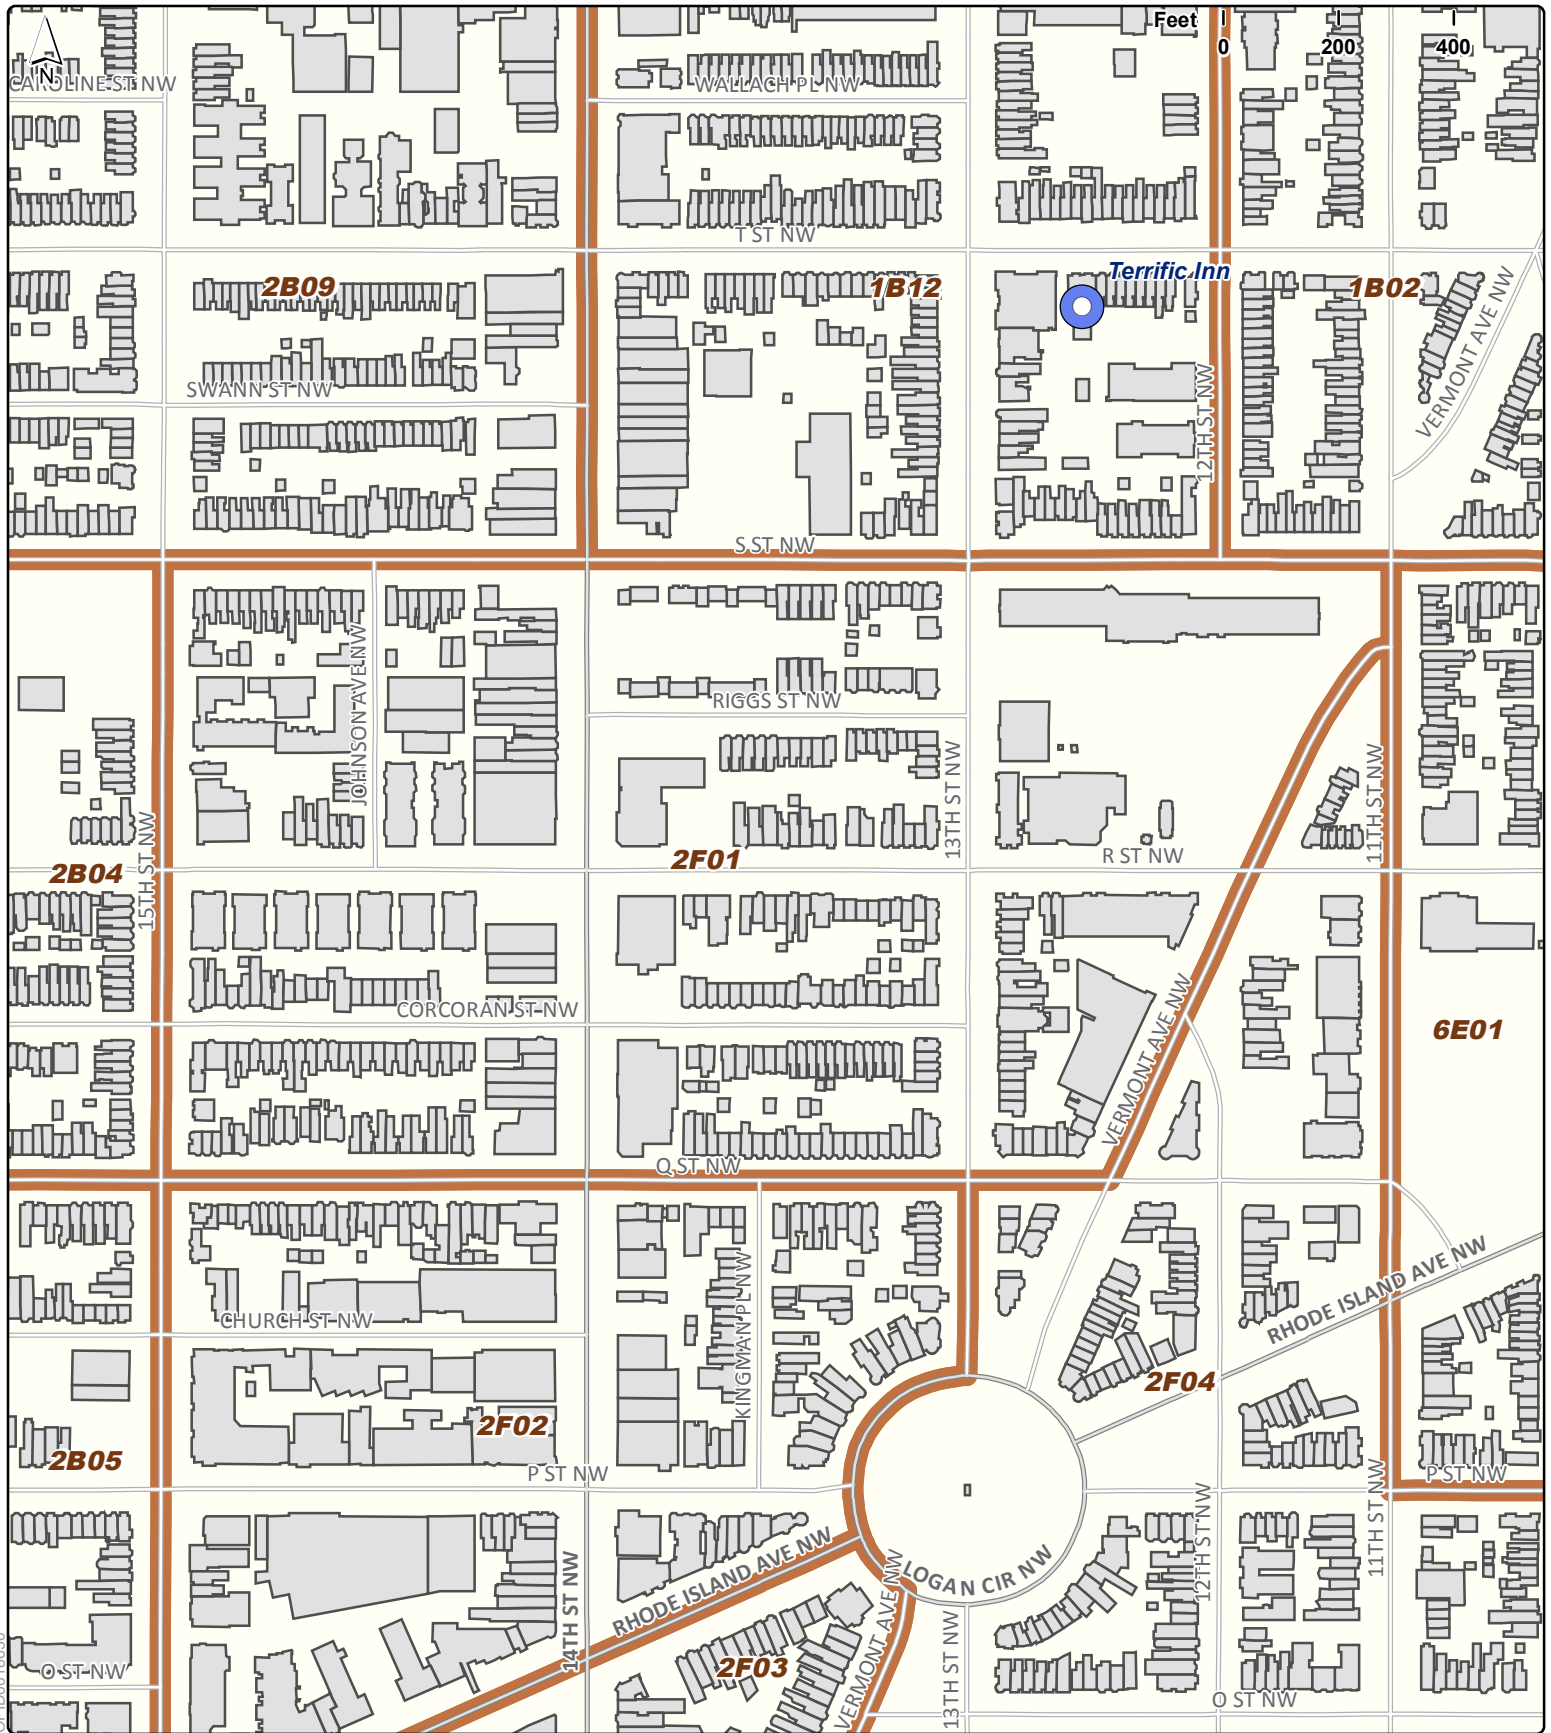 Feet
0
200
400
N
CAROLINE ST NW
WALLACH PL NW
T ST NW
2B09
1B12
Terrific Inn
1B02
VERMONT AVE NW
SWANN ST NW
12TH ST NW
S ST NW
JOHNSON AVE NW
RIGGS ST NW
13TH ST NW
11TH ST NW
15TH ST NW
2B04
2F01
R ST NW
CORCORAN ST NW
VERMONT AVE NW
6E01
Q ST NW
KINGMAN PL NW
RHODE ISLAND AVE NW
CHURCH ST NW
2F04
2F02
2B05
P ST NW
P ST NW
11TH ST NW
12TH ST NW
14TH ST NW
RHODE ISLAND AVE NW
LOGAN CIR NW
VERMONT AVE NW
13TH ST NW
2F03
O ST NW
O ST NW